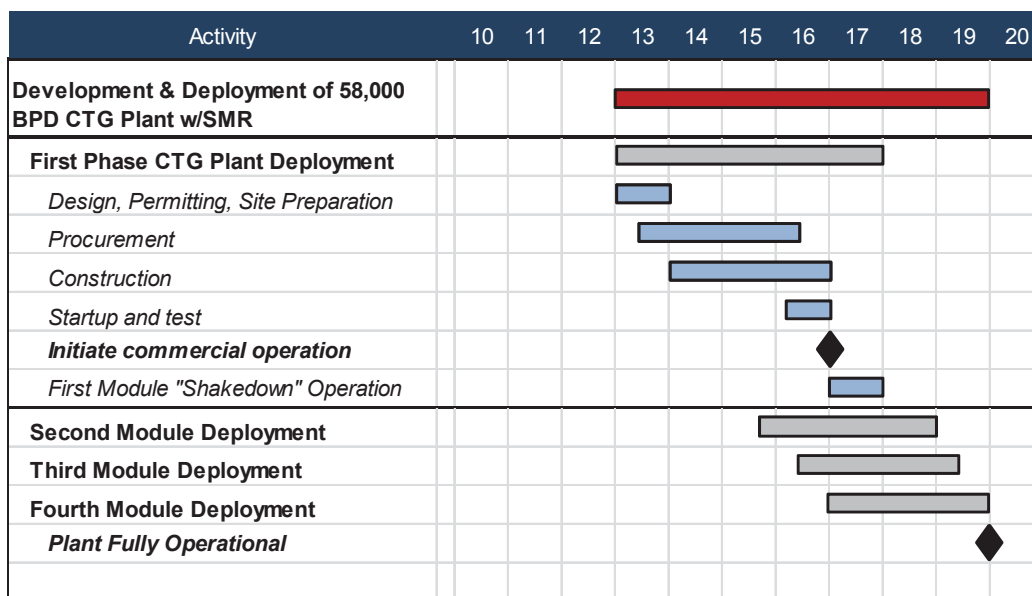 Activity 10 11 12 13 14 15 16 17 18 19 20
Development & Deployment of 58,000
BPD CTG Plant w/SMR
First Phase CTG Plant Deployment
Design, Permitting, Site Preparation
Procurement
Construction
Startup and test
Initiate commercial operation
First Module "Shakedown" Operation
Second Module Deployment
Third Module Deployment
Fourth Module Deployment
Plant Fully Operational